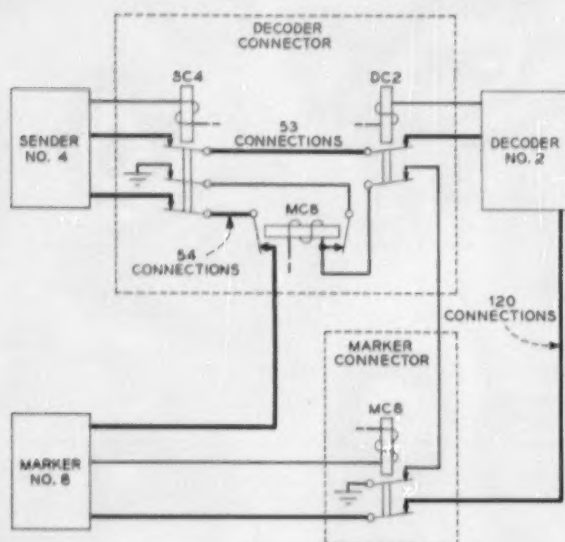 DECODER
CONNECTOR
SC4
DC2
53
CONNECTIONS
SENDER
NO. 4
DECODER
NO. 2
MC8
54
CONNECTIONS
120
CONNECTIONS
MARKER
CONNECTOR
MC8
MARKER
NO. 8